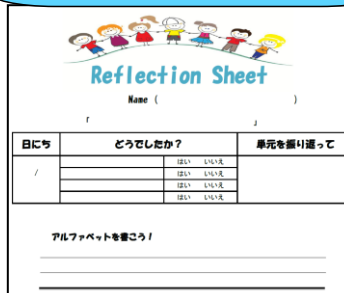 Reflection Sheet
Name (                    )
「                    」
日にち どうでしたか？ 単元を振り返って
/ はい いいえ
はい いいえ
はい いいえ
はい いいえ
アルファベットを書こう！